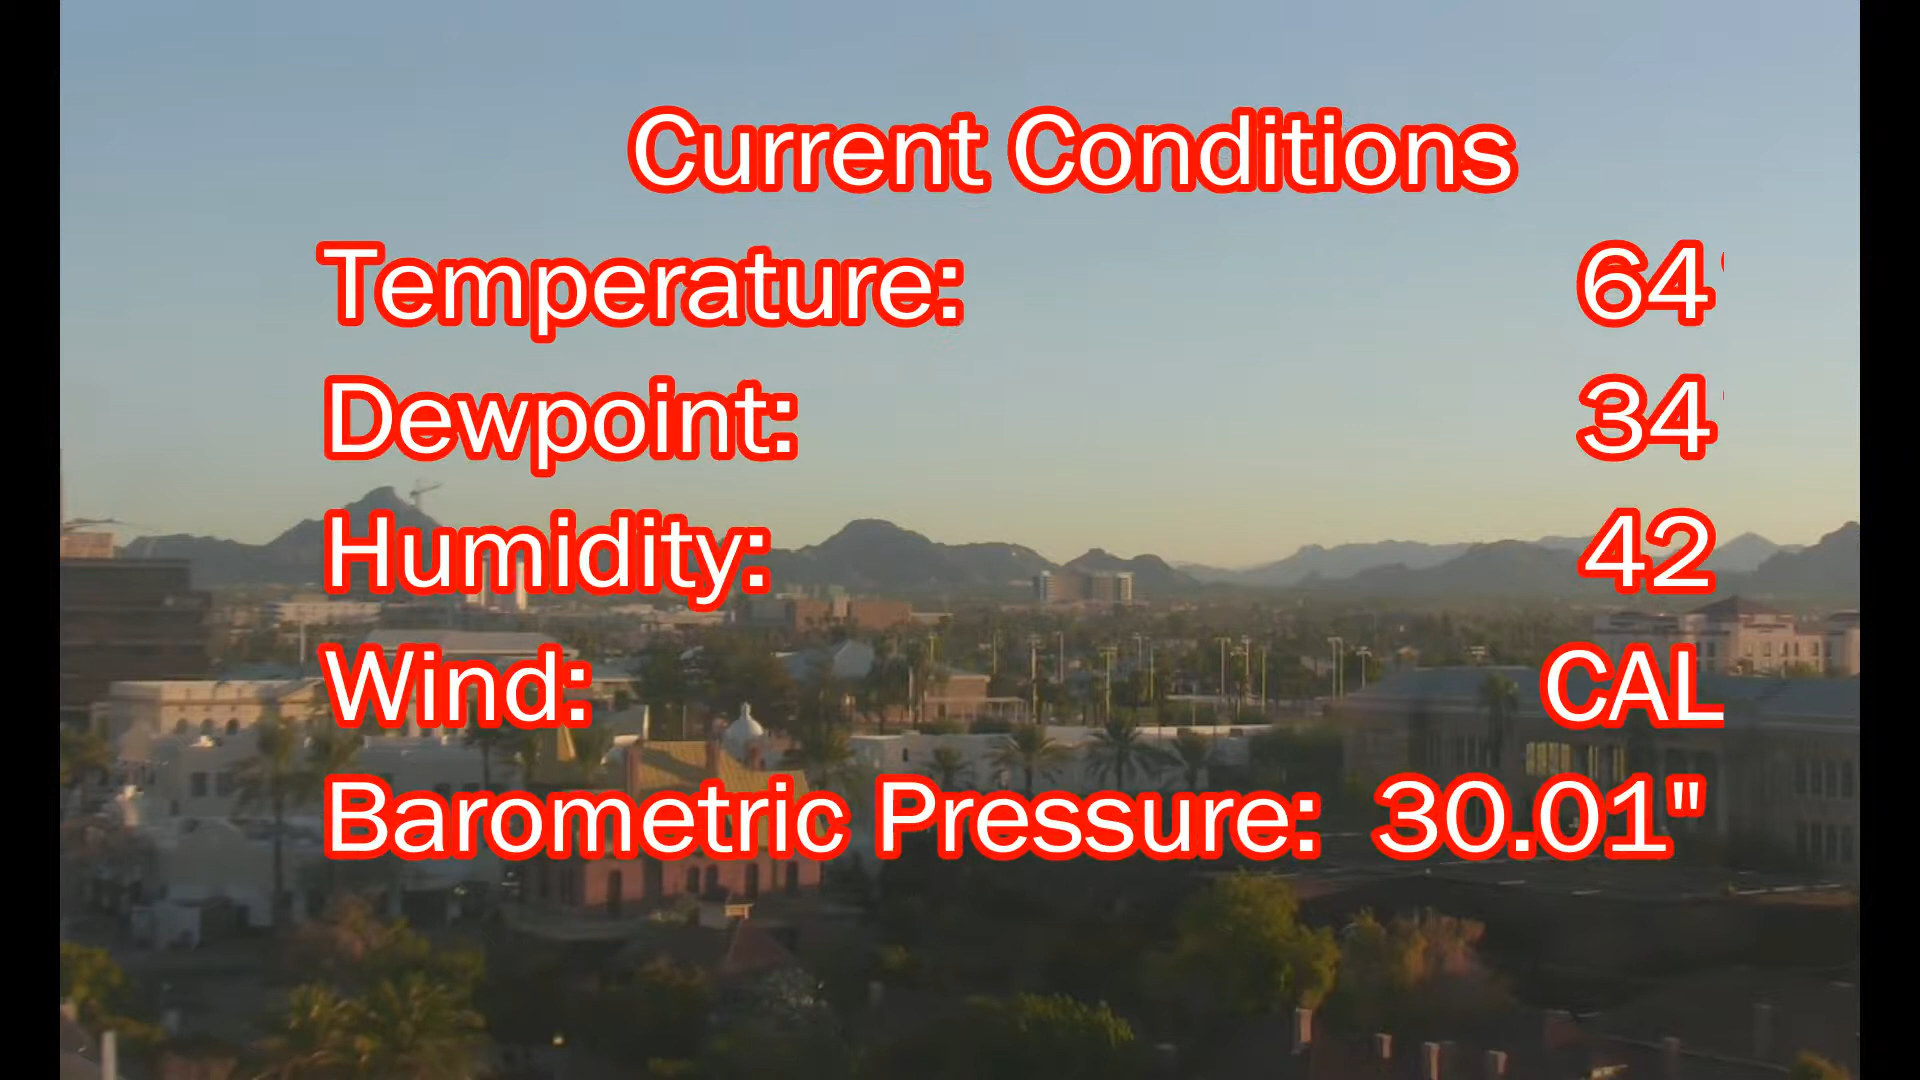 Current Conditions
Temperature: 64°
Dewpoint: 34
Humidity: 42
Wind: CAL
Barometric Pressure: 30.01"